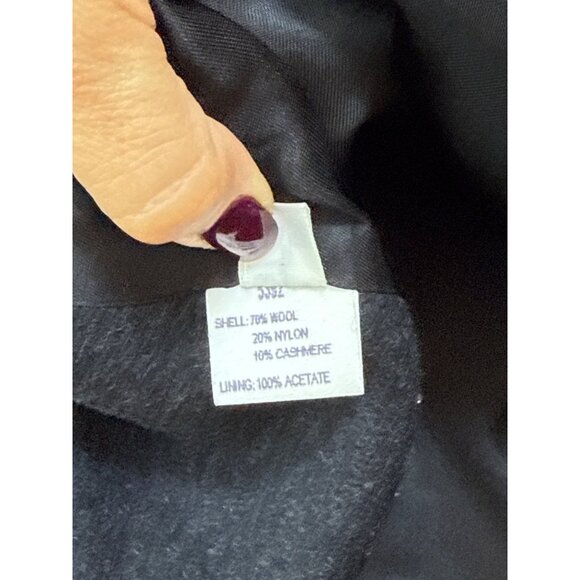 SHELL: 70% WOOL
20% NYLON
10% CASHMERE
LINING: 100% ACETATE